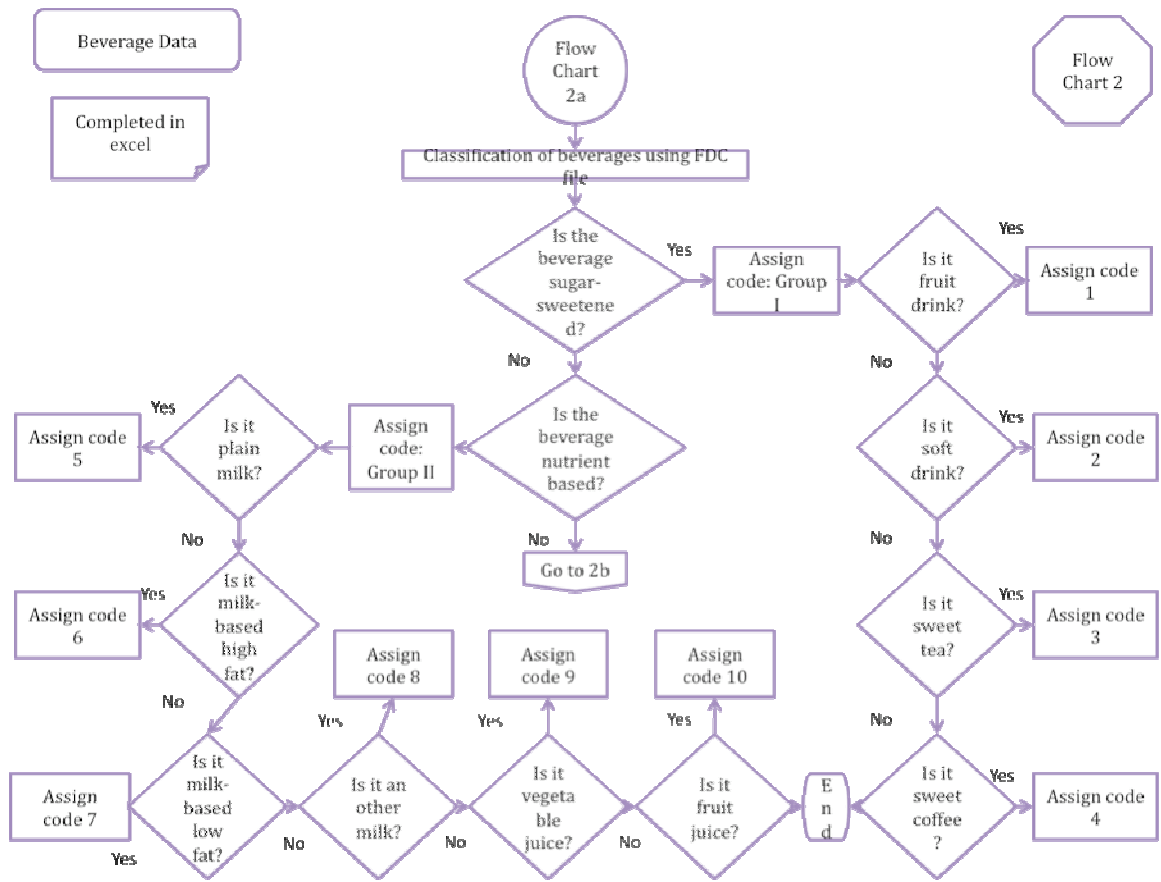 Beverage Data
Completed in
excel
Flow
Chart
2a
Flow
Chart 2
Classification of beverages using FDC
file
Is the
beverage
sugar-
sweetene
d?
Yes
Assign
code: Group
I
Is it
fruit
drink?
Yes
Assign code
1
No
No
Is the
beverage
nutrient
based?
Assign
code:
Group II
Is it
plain
milk?
Yes
Assign code
5
Is it
soft
drink?
Yes
Assign code
2
No
No
No
Go to 2b
Is it
milk-
based
high
fat?
Yes
Assign code
6
Is it
sweet
tea?
Yes
Assign code
3
No
No
Assign
code 8
Assign
code 9
Assign
code 10
Yes
Yes
Yes
Assign
code 7
Yes
Is it
milk-
based
low
fat?
No
Is it an
other
milk?
No
Is it
vegeta
ble
juice?
No
Is it
fruit
juice?
E
n
d
Is it
sweet
coffee
?
Yes
Assign code
4